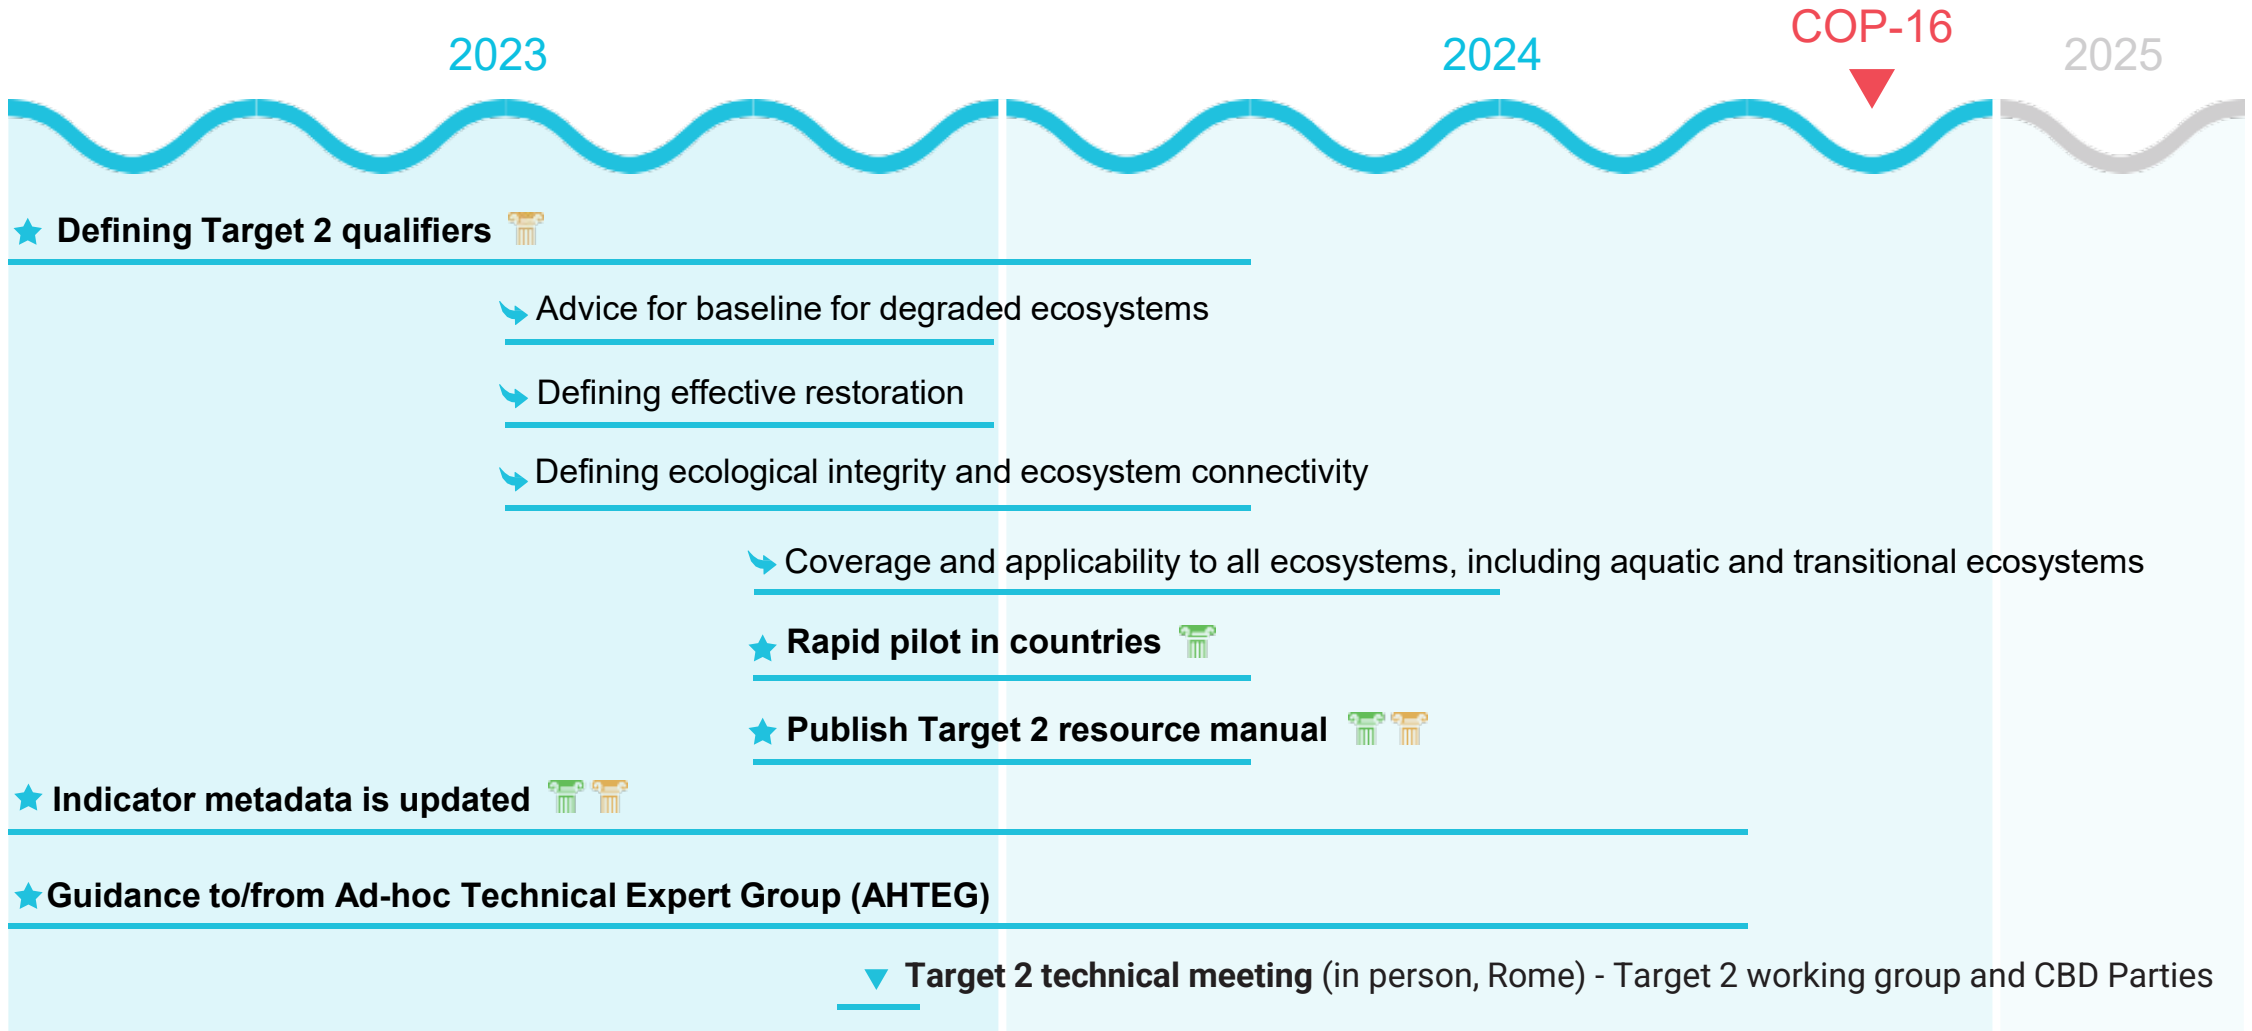 COP-16
2023
2024
2025
Defining Target 2 qualifiers
Advice for baseline for degraded ecosystems
Defining effective restoration
Defining ecological integrity and ecosystem connectivity
Coverage and applicability to all ecosystems, including aquatic and transitional ecosystems
Rapid pilot in countries
Publish Target 2 resource manual
Indicator metadata is updated
Guidance to/from Ad-hoc Technical Expert Group (AHTEG)
Target 2 technical meeting (in person, Rome) - Target 2 working group and CBD Parties